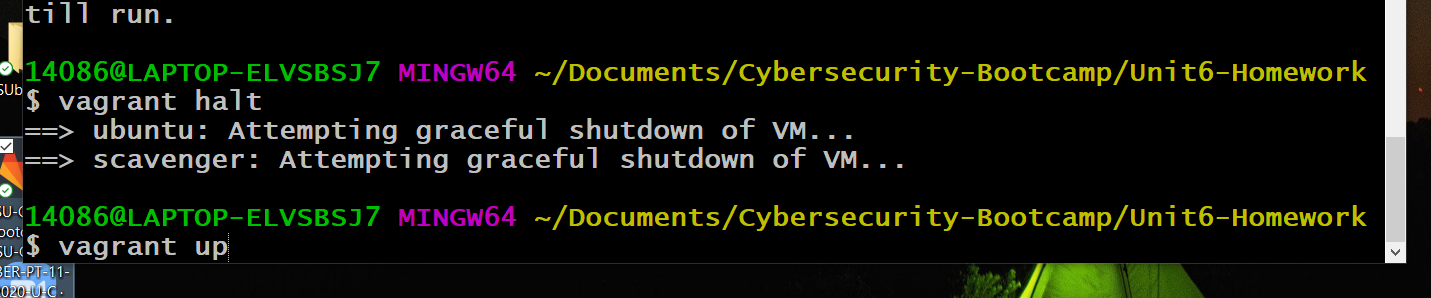 till run.
14086@LAPTOP-ELVSBSJ7 MINGW64 ~/Documents/Cybersecurity-Bootcamp/Unit6-Homework
$ vagrant halt
==> ubuntu: Attempting graceful shutdown of VM...
==> scavenger: Attempting graceful shutdown of VM...
14086@LAPTOP-ELVSBSJ7 MINGW64 ~/Documents/Cybersecurity-Bootcamp/Unit6-Homework
$ vagrant up
SUb
SU-C
SU-C
BER-PT-11-
2020-U-C